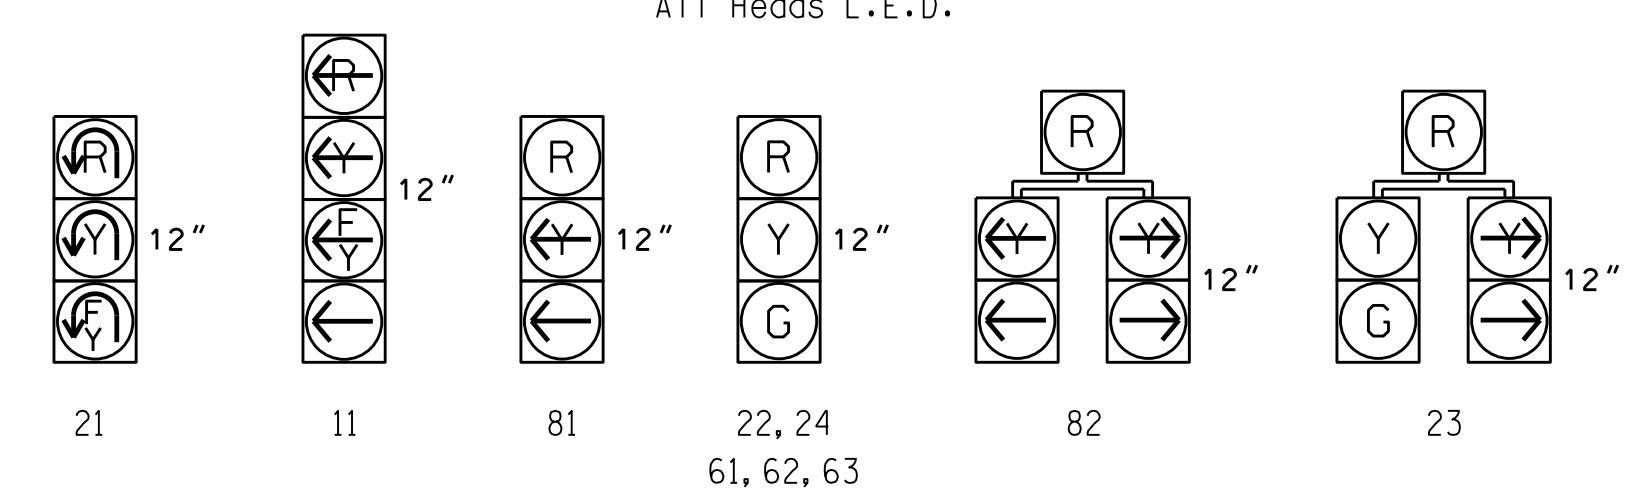 All Heads L.E.D.
R Y F Y 12"
R Y F Y 12"
R Y 12"
R Y G 12"
R Y Y 12"
R Y G Y 12"
21 11 81 22, 24 82 23
61, 62, 63